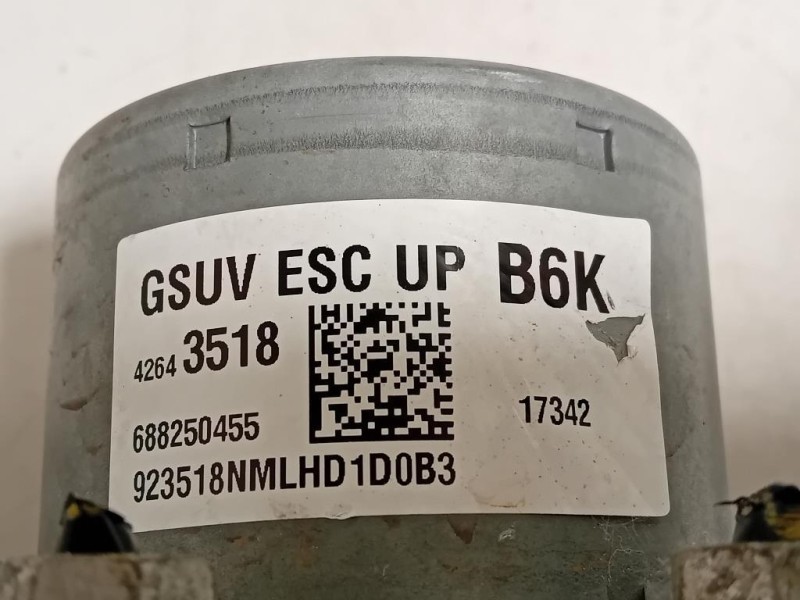 GSUV ESC UP B6K
4264 3518
688250455
17342
923518NMLHD1D0B3